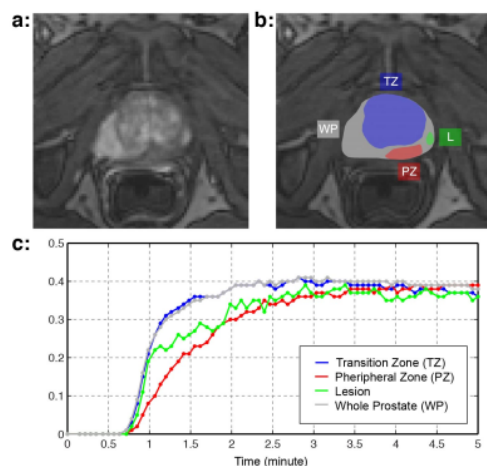 a:
b:
TZ
WP
L
PZ
c:
0.5
0.4
0.3
0.2
0.1
0
Transition Zone (TZ)
Pheripheral Zone (PZ)
Lesion
Whole Prostate (WP)
0 0.5 1 1.5 2 2.5 3 3.5 4 4.5 5
Time (minute)